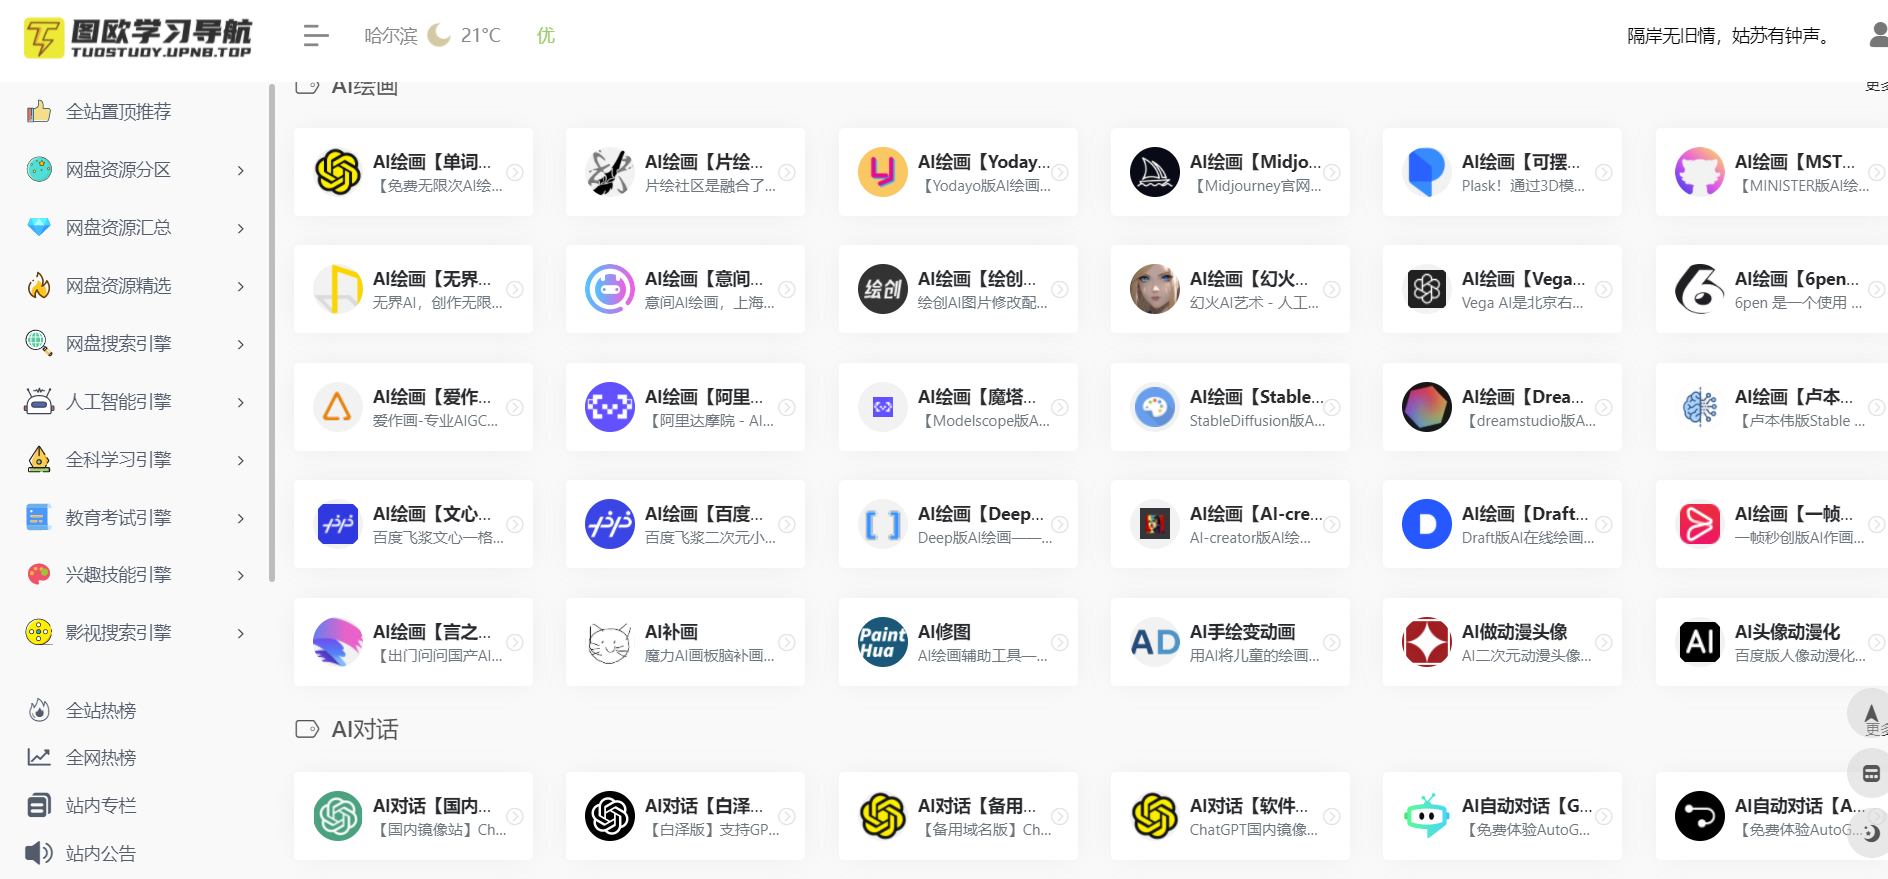 图欧学习导航
TUOSTUDY.UPNB.TOP
哈尔滨 21°C 优
隔岸无旧情，姑苏有钟声。
全站置顶推荐
网盘资源分区
网盘资源汇总
网盘资源精选
网盘搜索引擎
人工智能引擎
全科学习引擎
教育考试引擎
兴趣技能引擎
影视搜索引擎
全站热榜
全网热榜
站内专栏
站内公告
AI绘画
更多
AI绘画【单词...
【免费无限次AI绘...
AI绘画【片绘...
片绘社区是融合了...
AI绘画【Yoday...
【Yodayo版AI绘画...
AI绘画【Midjo...
【Midjourney官网...
AI绘画【可摆...
Plask！通过3D模...
AI绘画【MST...
【MINISTER版AI绘...
AI绘画【无界...
无界AI，创作无限...
AI绘画【意间...
意间AI绘画，上海...
绘创
AI绘画【绘创...
绘创AI图片修改配...
AI绘画【幻火...
幻火AI艺术 - 人工...
AI绘画【Vega...
Vega AI是北京右...
AI绘画【6pen...
6pen 是一个使用 ...
AI绘画【爱作...
爱作画-专业AIGC...
AI绘画【阿里...
【阿里达摩院 - AI...
AI绘画【魔塔...
【Modelscope版A...
AI绘画【Stable...
StableDiffusion版A...
AI绘画【Drea...
【dreamstudio版A...
AI绘画【卢本...
【卢本伟版Stable ...
AI绘画【文心...
百度飞浆文心一格...
AI绘画【百度...
百度飞浆二次元小...
AI绘画【Deep...
Deep版AI绘画——...
AI绘画【AI-cre...
AI-creator版AI绘...
D
AI绘画【Draft...
Draft版AI在线绘画...
AI绘画【一帧...
一帧秒创版AI作画...
AI绘画【言之...
【出门问问国产AI...
AI补画
魔力AI画板脑补画...
Paint
Hua
AI修图
AI绘画辅助工具—...
AD
AI手绘变动画
用AI将儿童的绘画...
AI做动漫头像
AI二次元动漫头像...
AI
AI头像动漫化
百度版人像动漫化...
AI对话
更多
AI对话【国内...
【国内镜像站】Ch...
AI对话【白泽...
【白泽版】支持GP...
AI对话【备用...
【备用域名版】Ch...
AI对话【软件...
ChatGPT国内镜像...
AI自动对话【G...
【免费体验AutoG...
AI自动对话【A...
【免费体验AutoG...